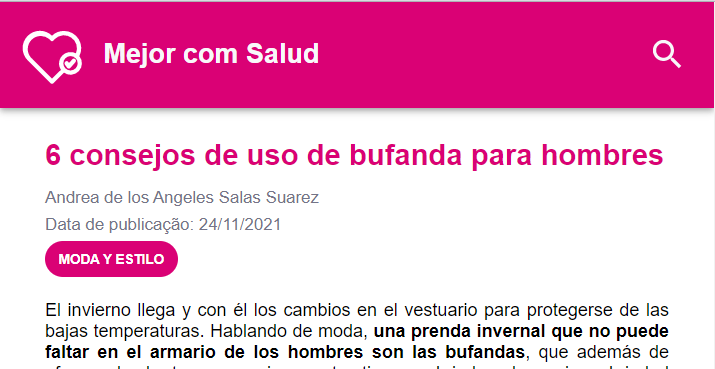 Mejor com Salud
6 consejos de uso de bufanda para hombres
Andrea de los Angeles Salas Suarez
Data de publicação: 24/11/2021
MODA Y ESTILO
El invierno llega y con él los cambios en el vestuario para protegerse de las
bajas temperaturas. Hablando de moda, una prenda invernal que no puede
faltar en el armario de los hombres son las bufandas, que además de